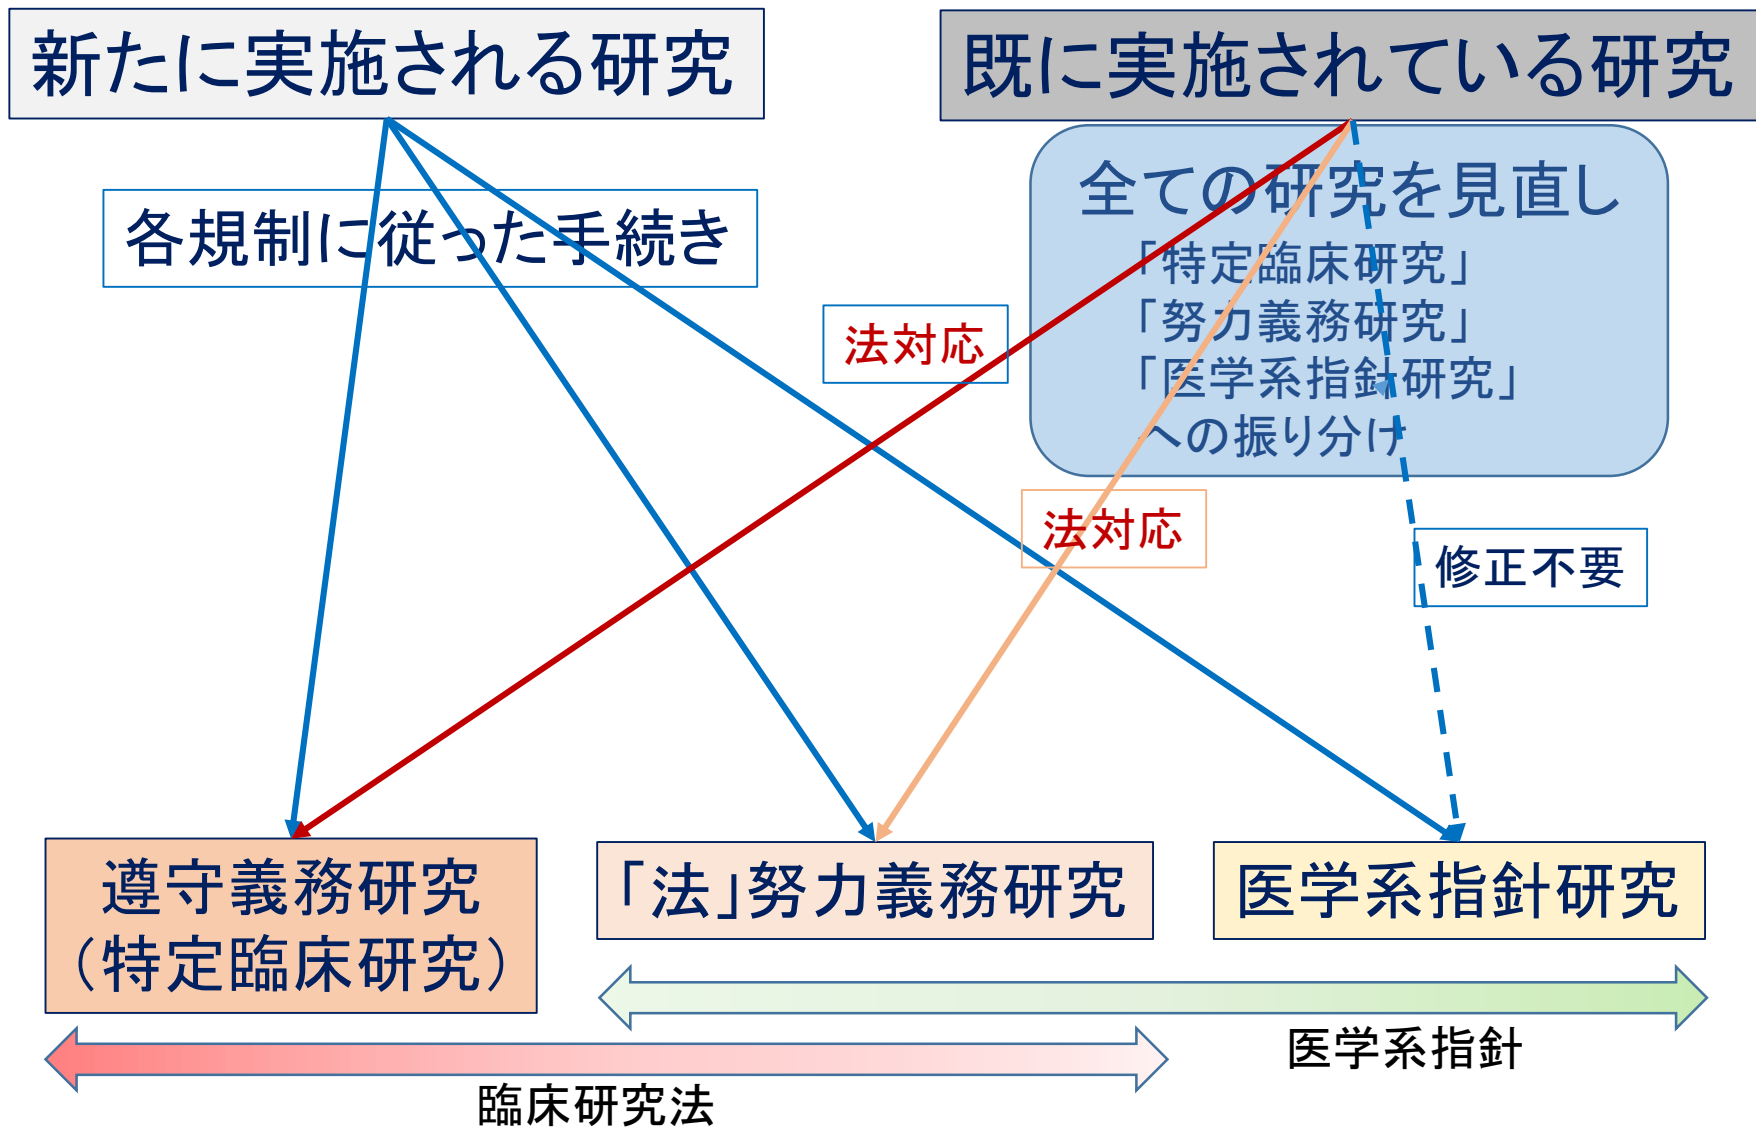 新たに実施される研究
既に実施されている研究
各規制に従った手続き
全ての研究を見直し
「特定臨床研究」
「努力義務研究」
「医学系指針研究」
への振り分け
法対応
法対応
修正不要
遵守義務研究
（特定臨床研究）
「法」努力義務研究
医学系指針研究
医学系指針
臨床研究法